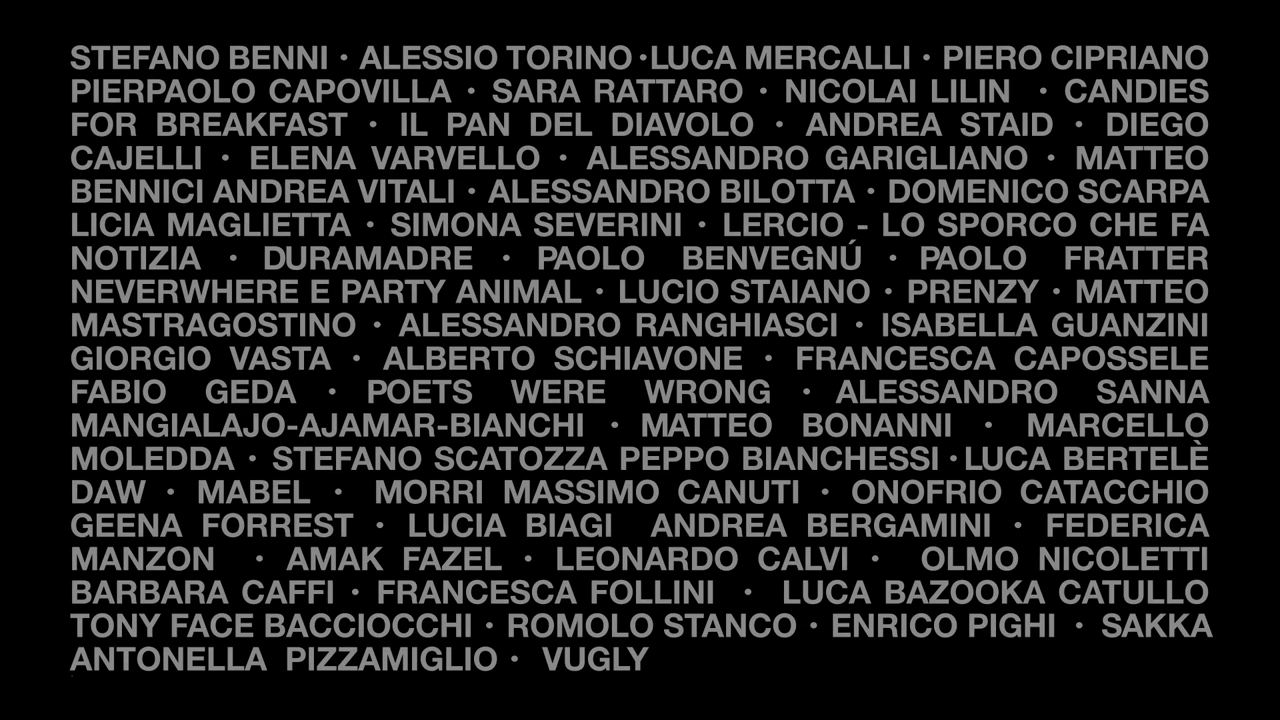 STEFANO BENNI • ALESSIO TORINO •LUCA MERCALLI • PIERO CIPRIANO
PIERPAOLO CAPOVILLA • SARA RATTARO • NICOLAI LILIN • CANDIES
FOR BREAKFAST • IL PAN DEL DIAVOLO • ANDREA STAID • DIEGO
CAJELLI • ELENA VARVELLO • ALESSANDRO GARIGLIANO • MATTEO
BENNICI ANDREA VITALI • ALESSANDRO BILOTTA • DOMENICO SCARPA
LICIA MAGLIETTA • SIMONA SEVERINI • LERCIO - LO SPORCO CHE FA
NOTIZIA • DURAMADRE • PAOLO BENVEGNÚ • PAOLO FRATTER
NEVERWHERE E PARTY ANIMAL • LUCIO STAIANO • PRENZY • MATTEO
MASTRAGOSTINO • ALESSANDRO RANGHIASCI • ISABELLA GUANZINI
GIORGIO VASTA • ALBERTO SCHIAVONE • FRANCESCA CAPOSSELE
FABIO GEDA • POETS WERE WRONG • ALESSANDRO SANNA
MANGIALAJO-AJAMAR-BIANCHI • MATTEO BONANNI • MARCELLO
MOLEDDA • STEFANO SCATOZZA PEPPO BIANCHESSI •LUCA BERTELÈ
DAW • MABEL • MORRI MASSIMO CANUTI • ONOFRIO CATACCHIO
GEENA FORREST • LUCIA BIAGI ANDREA BERGAMINI • FEDERICA
MANZON • AMAK FAZEL • LEONARDO CALVI • OLMO NICOLETTI
BARBARA CAFFI • FRANCESCA FOLLINI • LUCA BAZOOKA CATULLO
TONY FACE BACCIOCCHI • ROMOLO STANCO • ENRICO PIGHI • SAKKA
ANTONELLA PIZZAMIGLIO • VUGLY